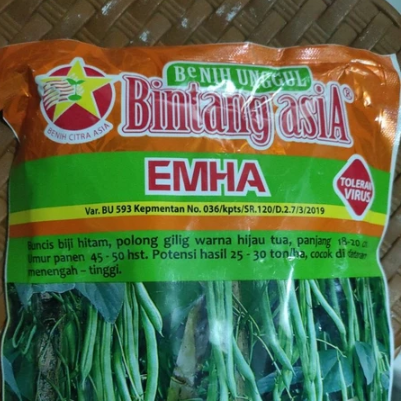 BeNIH UNGGUL
Bintang asiA®
BENIH CITRA ASIA
EMHA
TOLERAN
VIRUS
Var. BU 593 Kepmentan No. 036/kpts/SR.120/D.2.7/3/2019
Buncis biji hitam, polong gilig warna hijau tua, panjang 18-20
Umur panen 45 - 50 hst. Potensi hasil 25 - 30 ton/ha, cocok di
menengah – tinggi.